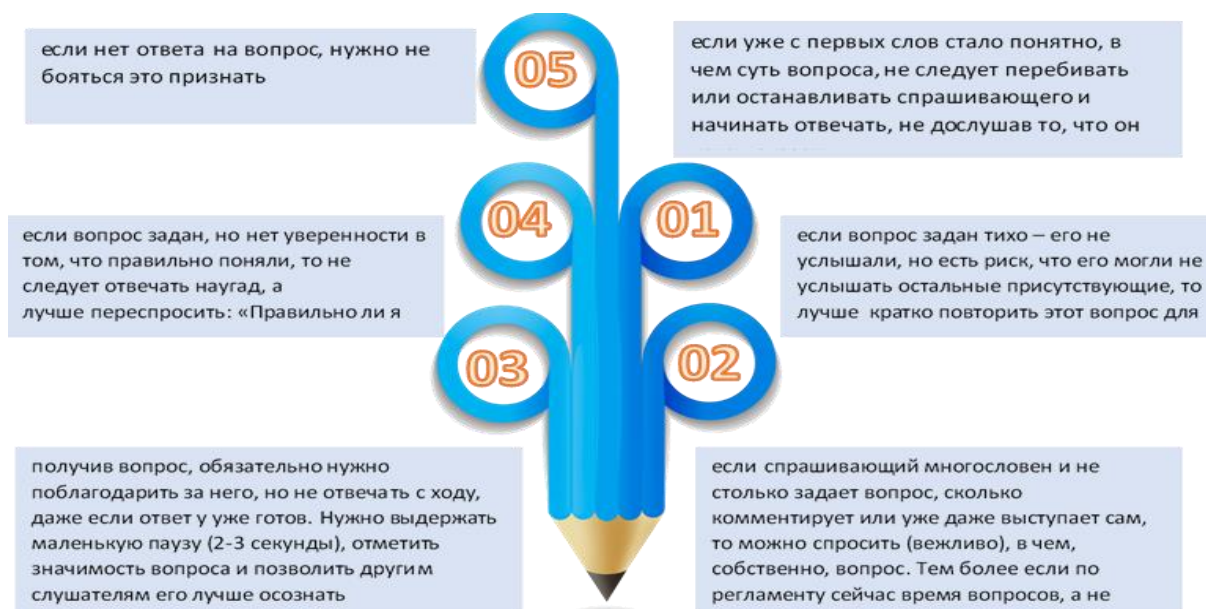 если нет ответа на вопрос, нужно не
бояться это признать
05
если уже с первых слов стало понятно, в
чем суть вопроса, не следует перебивать
или останавливать спрашивающего и
начинать отвечать, не дослушав то, что он
если вопрос задан, но нет уверенности в
том, что правильно поняли, то не
следует отвечать наугад, а
лучше переспросить: «Правильно ли я
04
01
если вопрос задан тихо – его не
услышали, но есть риск, что его могли не
услышать остальные присутствующие, то
лучше кратко повторить этот вопрос для
03
02
получив вопрос, обязательно нужно
поблагодарить за него, но не отвечать с ходу,
даже если ответ у уже готов. Нужно выдержать
маленькую паузу (2-3 секунды), отметить
значимость вопроса и позволить другим
слушателям его лучше осознать
если спрашивающий многословен и не
столько задает вопрос, сколько
комментирует или уже даже выступает сам,
то можно спросить (вежливо), в чем,
собственно, вопрос. Тем более если по
регламенту сейчас время вопросов, а не